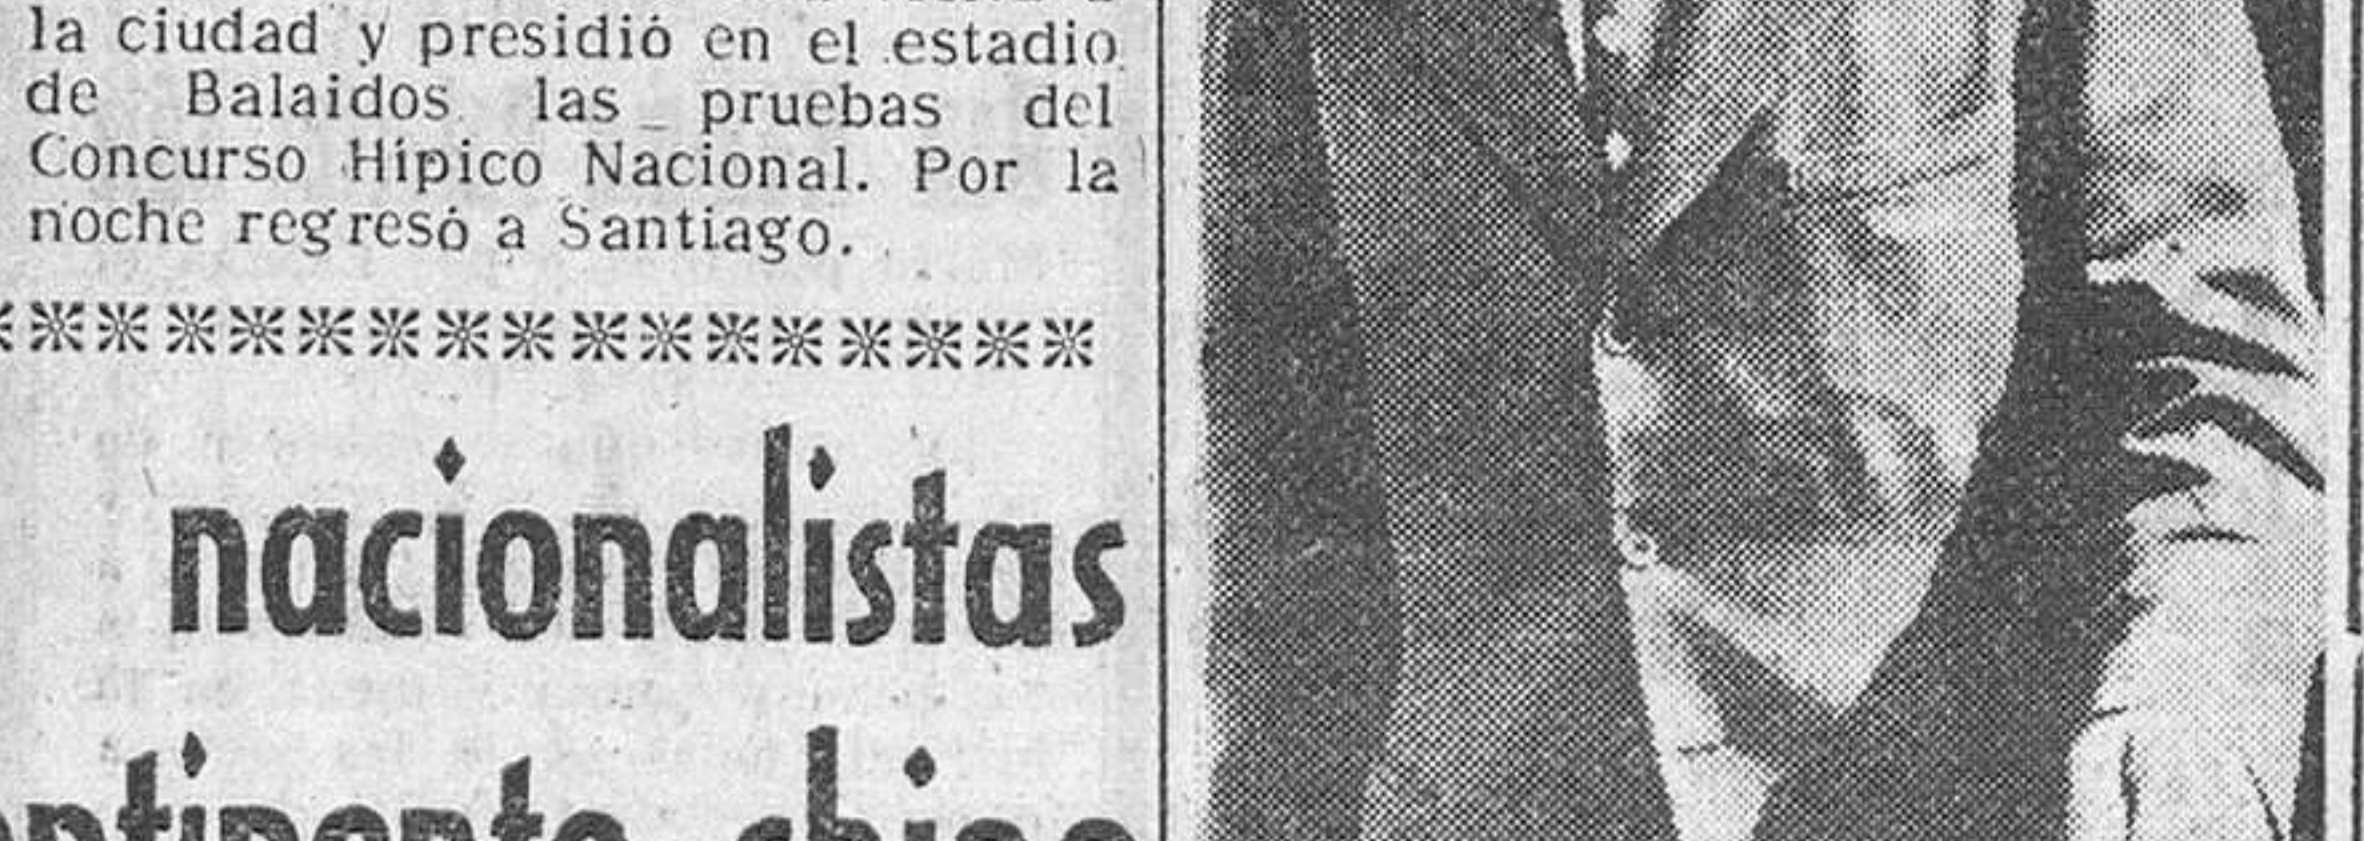 la ciudad y presidió en el estadio
de Balaidos las pruebas del
Concurso Hípico Nacional. Por la
noche regresó a Santiago.
nacionalistas